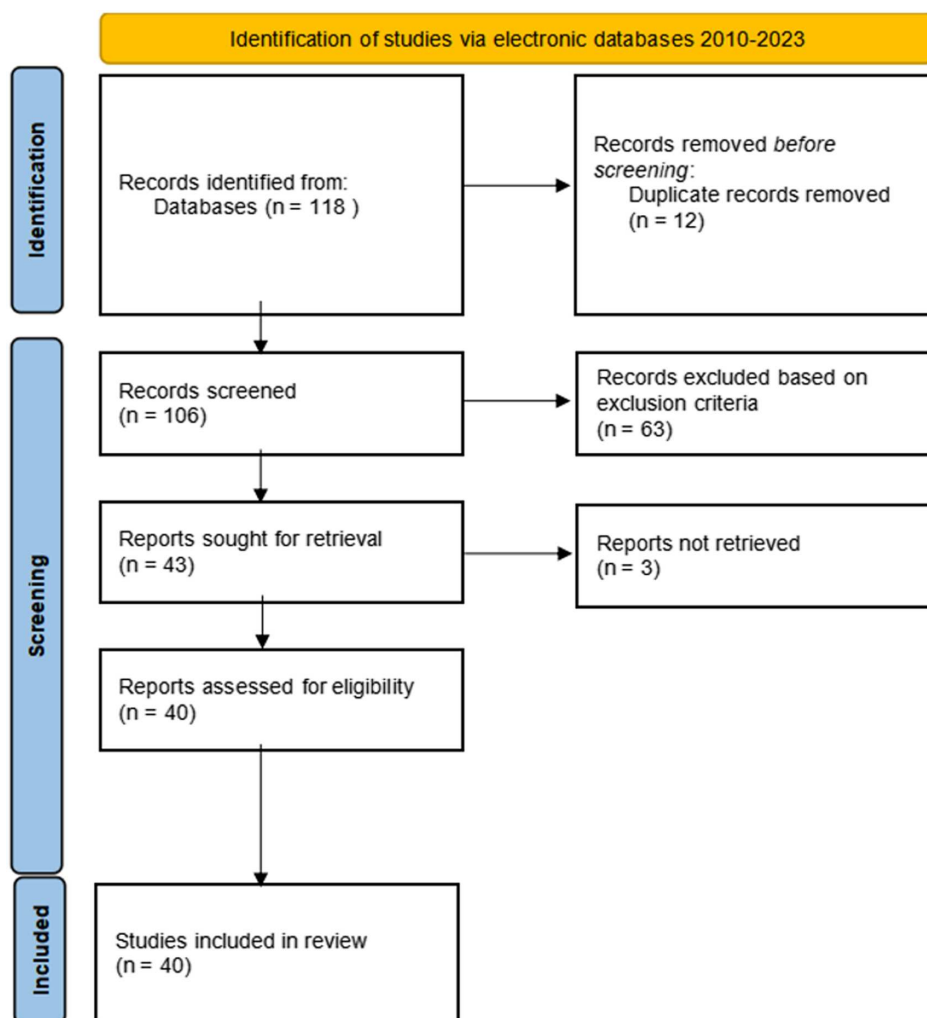 Identification of studies via electronic databases 2010-2023
Identification
Records identified from:
Databases (n = 118 )
Records removed before
screening:
Duplicate records removed
(n = 12)
Screening
Records screened
(n = 106)
Records excluded based on
exclusion criteria
(n = 63)
Reports sought for retrieval
(n = 43)
Reports not retrieved
(n = 3)
Reports assessed for eligibility
(n = 40)
Included
Studies included in review
(n = 40)